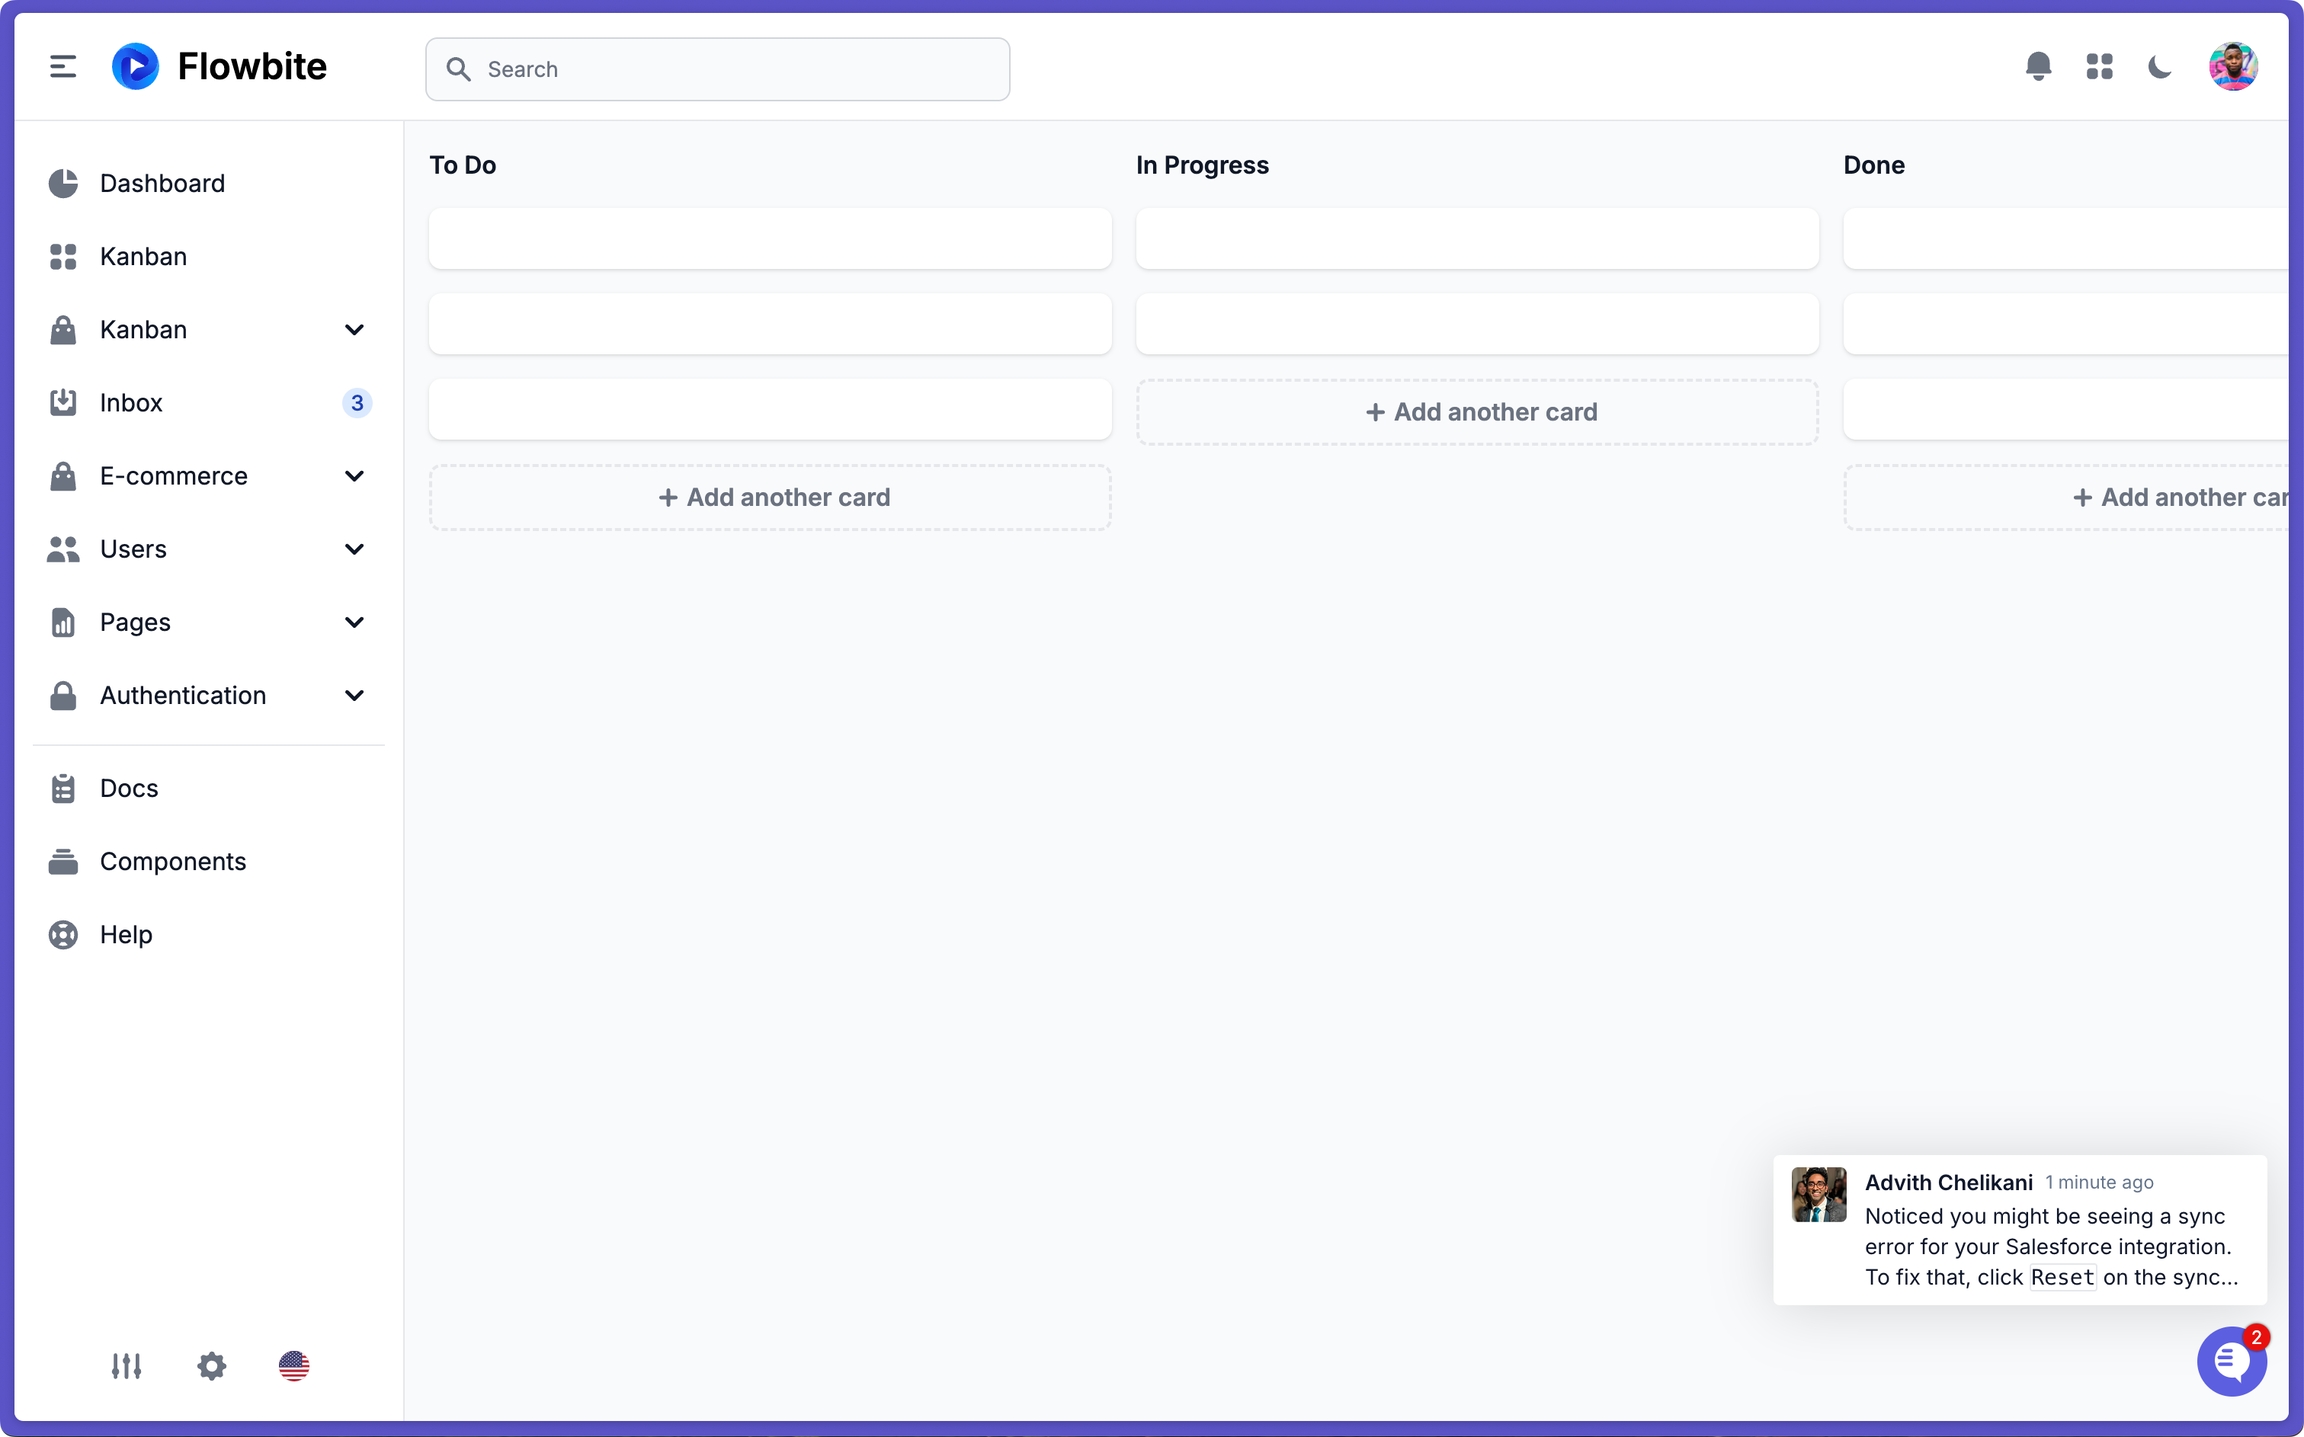 Flowbite
Search
Dashboard
Kanban
Kanban
Inbox 3
E-commerce
Users
Pages
Authentication
Docs
Components
Help
To Do
+ Add another card
In Progress
+ Add another card
Done
+ Add another car
Advith Chelikani 1 minute ago
Noticed you might be seeing a sync
error for your Salesforce integration.
To fix that, click Reset on the sync...
2